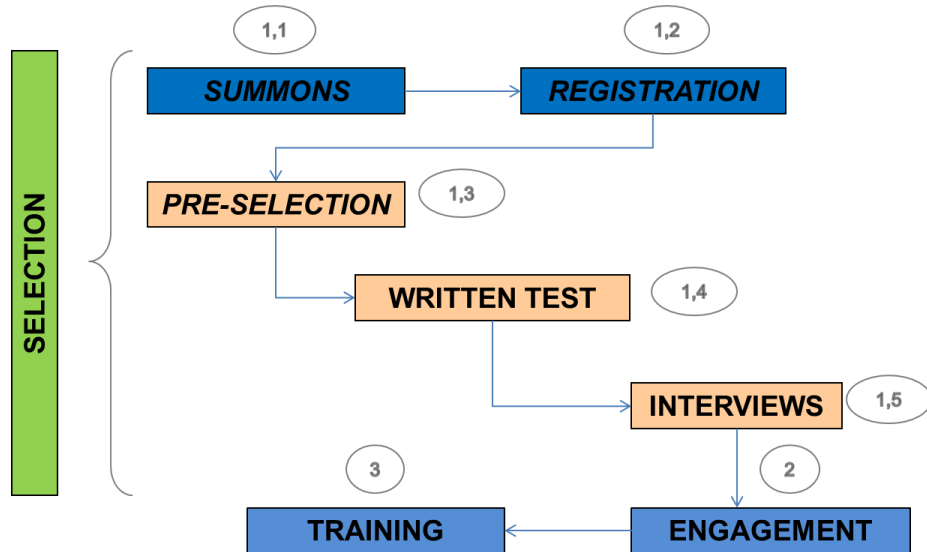 1,1
1,2
SUMMONS
REGISTRATION
SELECTION
PRE-SELECTION
1,3
WRITTEN TEST
1,4
INTERVIEWS
1,5
3
2
TRAINING
ENGAGEMENT